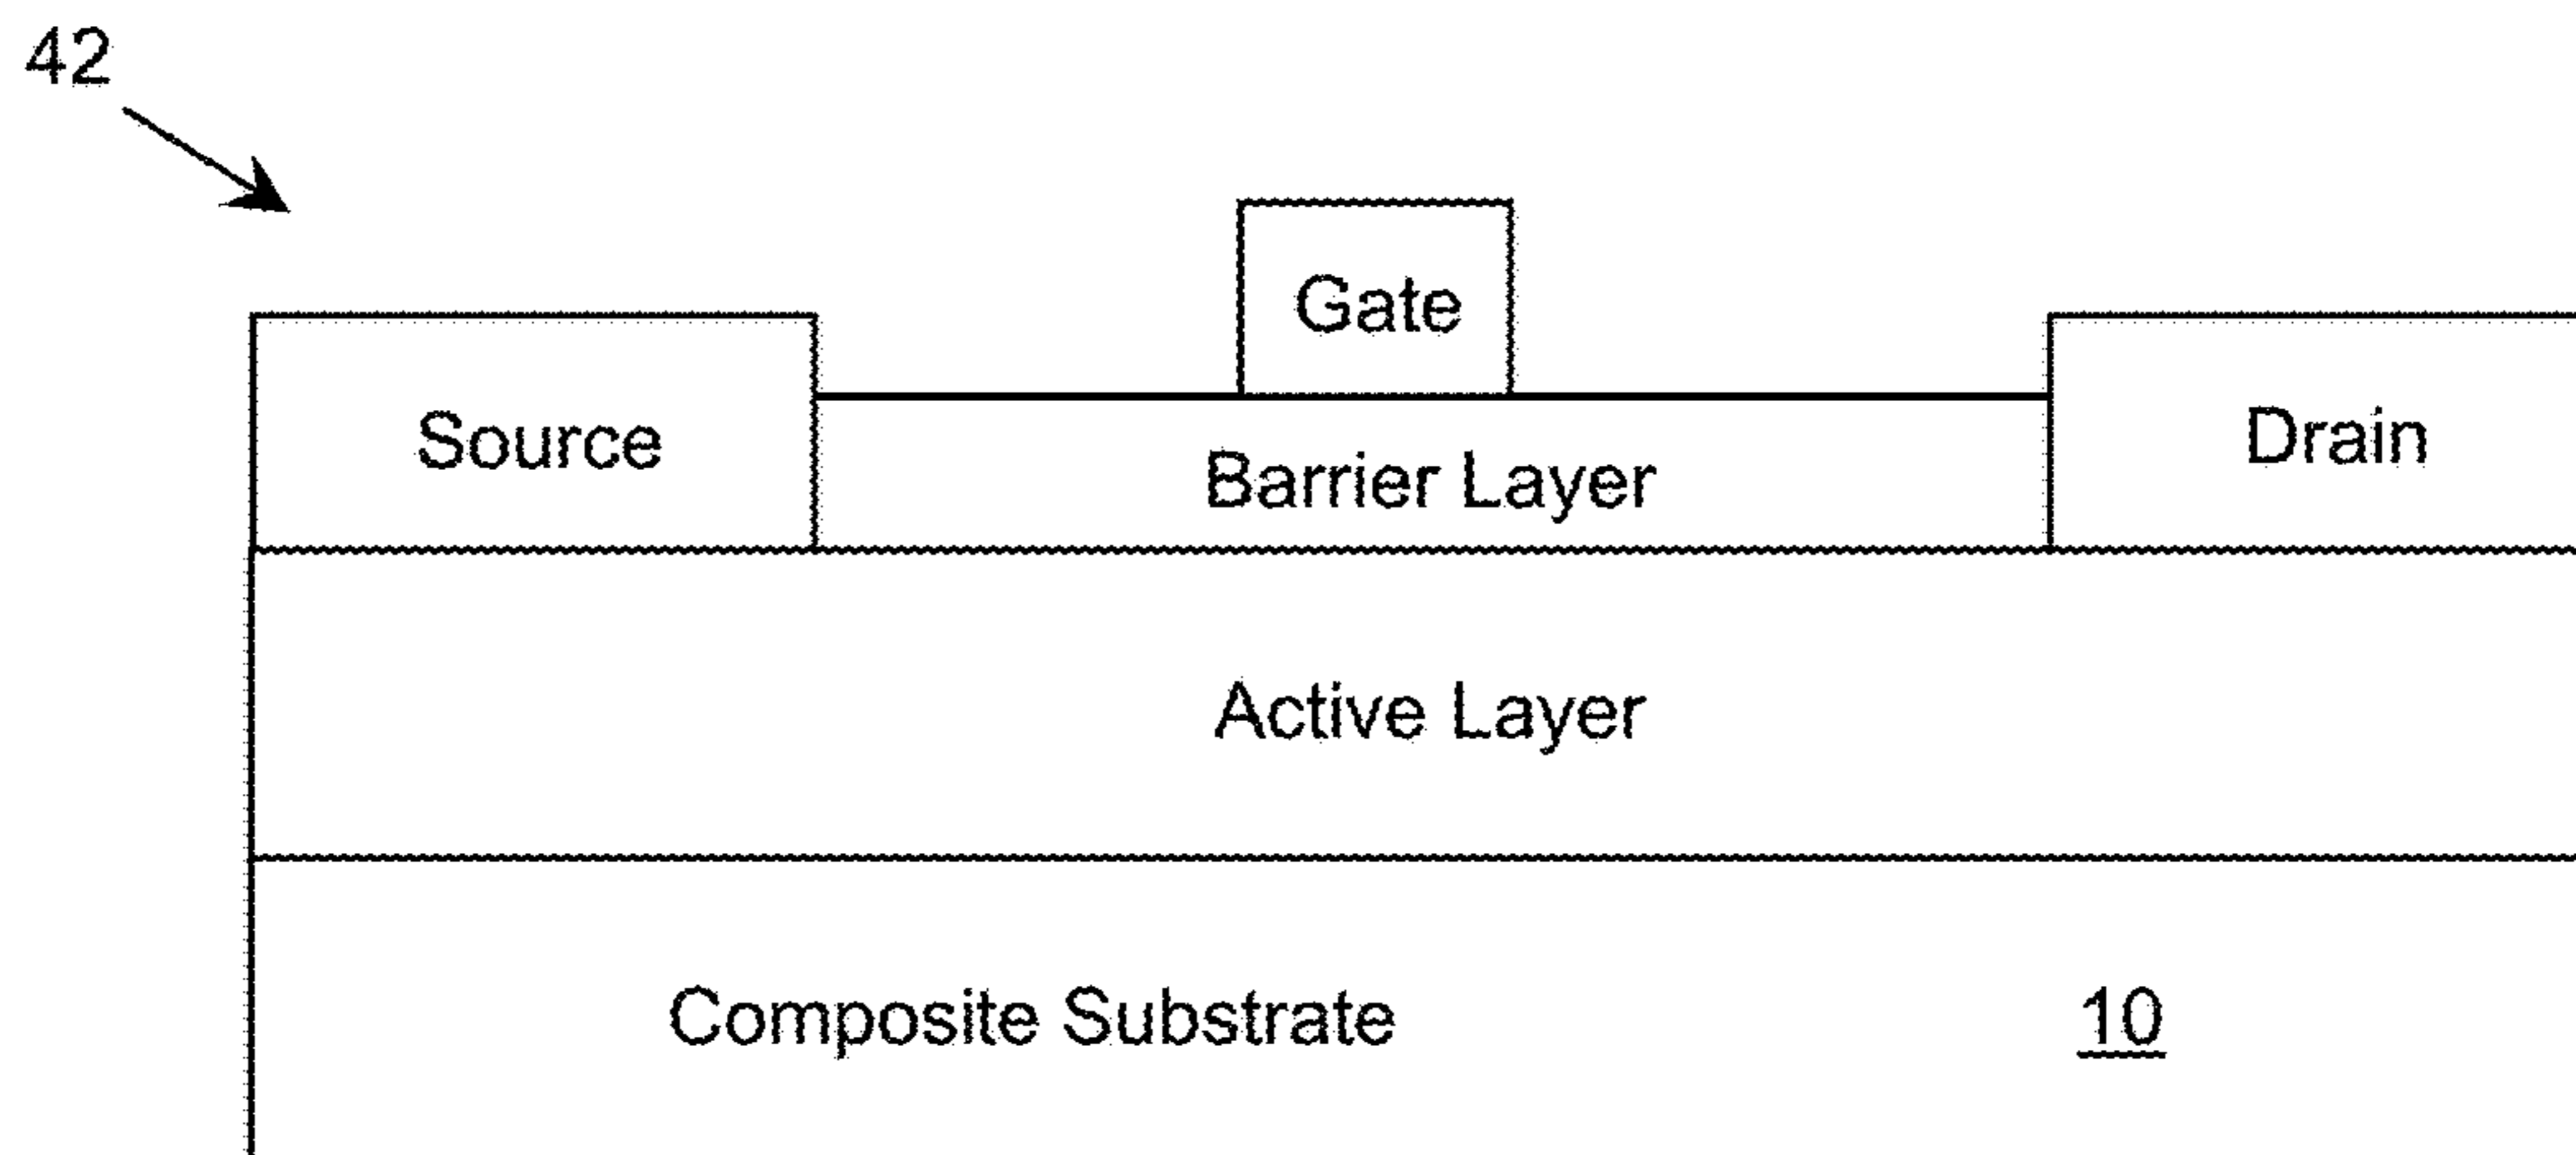 42
Gate
Source
Drain
Barrier Layer
Active Layer
Composite Substrate 10